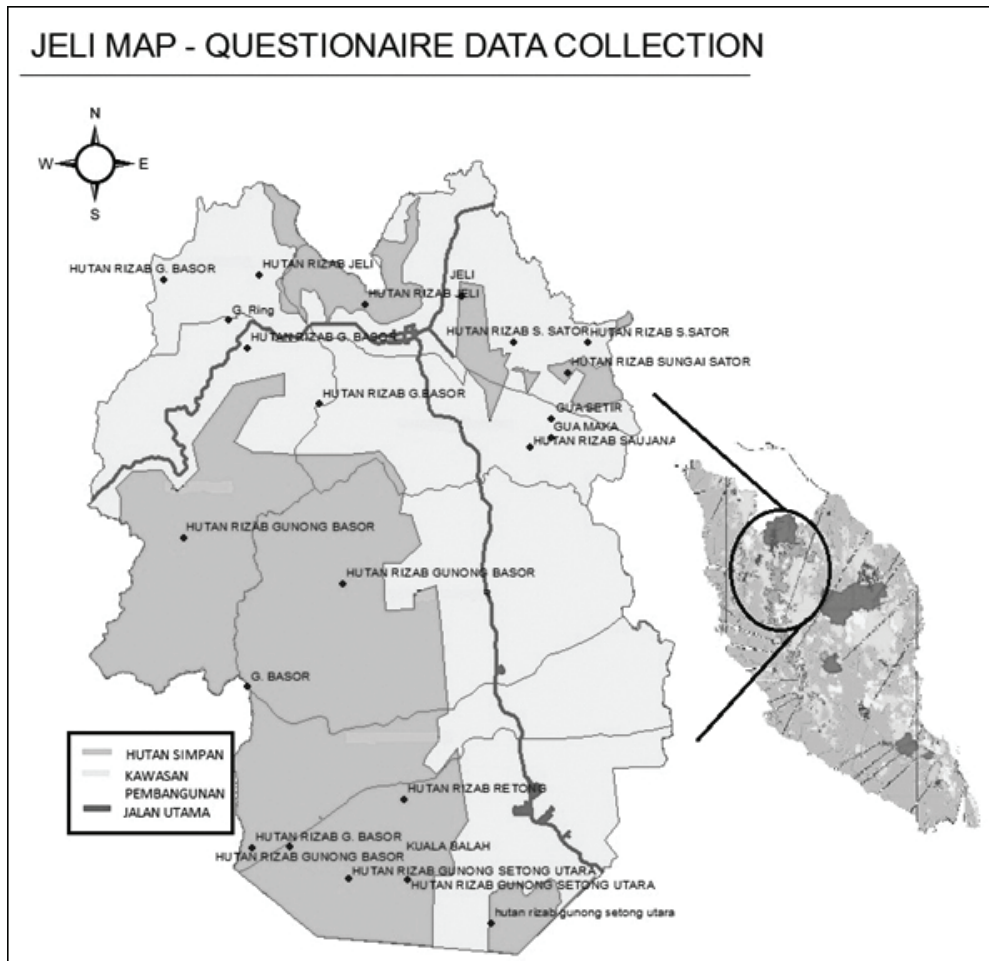 JELI MAP - QUESTIONAIRE DATA COLLECTION
N
W
E
S
HUTAN RIZAB G. BASOR
HUTAN RIZAB JELI
JELI
HUTAN RIZAB JELI
G. Ring
HUTAN RIZAB S. SATOR
HUTAN RIZAB S.SATOR
HUTAN RIZAB G. BASOR
HUTAN RIZAB SUNGAI SATOR
HUTAN RIZAB G.BASOR
GUA SETIR
GUA MAKA
HUTAN RIZAB SAUJANA
HUTAN RIZAB GUNONG BASOR
HUTAN RIZAB GUNONG BASOR
G. BASOR
HUTAN SIMPAN
KAWASAN
PEMBANGUNAN
JALAN UTAMA
HUTAN RIZAB RETONG
HUTAN RIZAB G. BASOR
KUALA BALAH
HUTAN RIZAB GUNONG BASOR
HUTAN RIZAB GUNONG SETONG UTARA
HUTAN RIZAB GUNONG SETONG UTARA
hutan rizab gunong setong utara